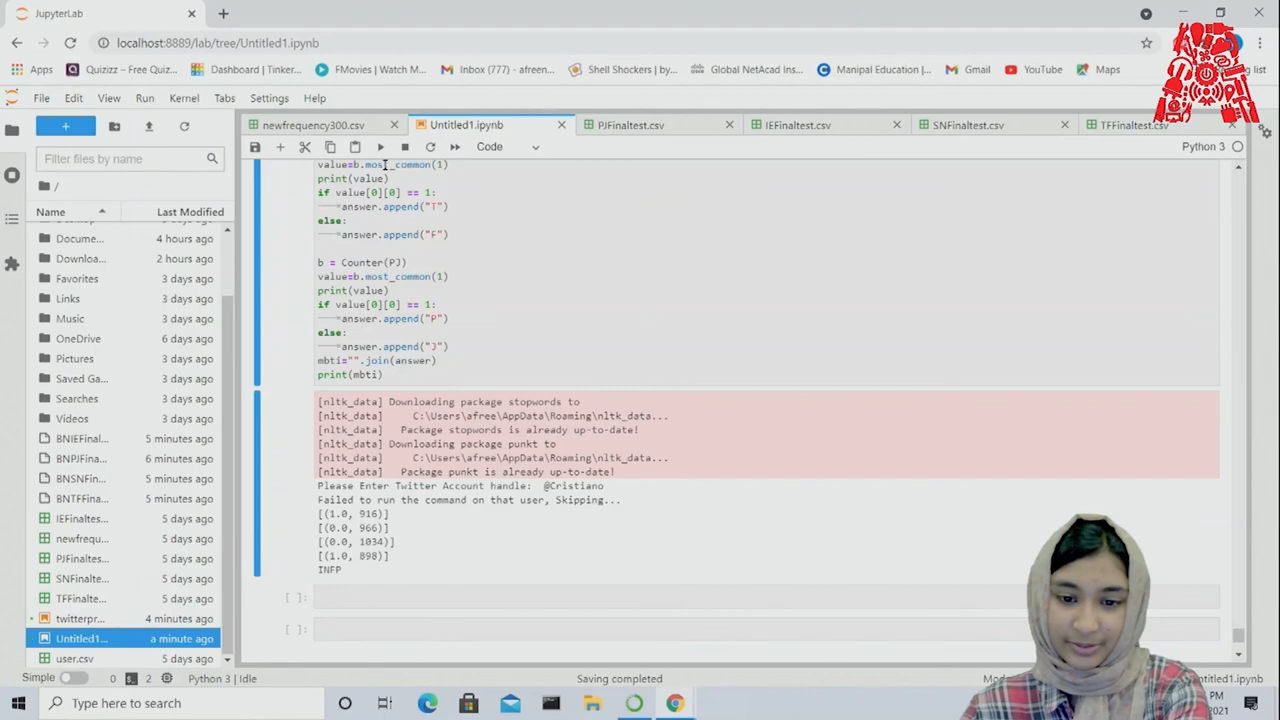 JupyterLab
localhost:8889/lab/tree/Untitled1.ipynb
Apps Quizizz – Free Quiz... Dashboard | Tinker... FMovies | Watch M... Inbox (777) - afreen... Shell Shockers | by... Global NetAcad Ins... Manipal Education |... Gmail YouTube Maps
File Edit View Run Kernel Tabs Settings Help
newfrequency300.csv Untitled1.ipynb PJFinaltest.csv IEFinaltest.csv SNFinaltest.csv TFFinaltest.csv
Code Python 3
Filter files by name
/
Name Last Modified
Docume... 4 hours ago
Downloa... 2 hours ago
Favorites 3 days ago
Links 3 days ago
Music 3 days ago
OneDrive 6 days ago
Pictures 3 days ago
Saved Ga... 3 days ago
Searches 3 days ago
Videos 3 days ago
BNIEFinal... 5 minutes ago
BNPJFinal... 6 minutes ago
BNSNFin... 5 minutes ago
BNTFFina... 5 minutes ago
IEFinaltes... 5 days ago
newfrequ... 5 days ago
PJFinaltes... 5 days ago
SNFinalte... 5 days ago
TFFinalte... 5 days ago
twitterpr... 4 minutes ago
Untitled1... a minute ago
user.csv 5 days ago
value=b.most_common(1)
print(value)
if value[0][0] == 1:
answer.append("T")
else:
answer.append("F")
b = Counter(PJ)
value=b.most_common(1)
print(value)
if value[0][0] == 1:
answer.append("P")
else:
answer.append("J")
mbti="".join(answer)
print(mbti)
[nltk_data] Downloading package stopwords to
[nltk_data] C:\Users\afree\AppData\Roaming\nltk_data...
[nltk_data] Package stopwords is already up-to-date!
[nltk_data] Downloading package punkt to
[nltk_data] C:\Users\afree\AppData\Roaming\nltk_data...
[nltk_data] Package punkt is already up-to-date!
Please Enter Twitter Account handle: @Cristiano
Failed to run the command on that user, Skipping...
[(1.0, 916)]
[(0.0, 966)]
[(0.0, 1034)]
[(1.0, 898)]
INFP
[ ]:
[ ]:
Simple 0 2 Python 3 | Idle Saving completed
Type here to search